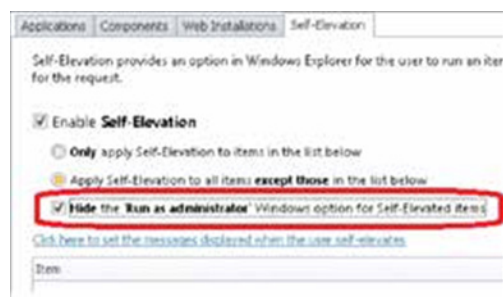 Applications Components Web Installations Self-Elevation
Self-Elevation provides an option in Windows Explorer for the user to run an iter
for the request.
Enable Self-Elevation
Only apply Self-Elevation to items in the list below
Apply Self-Elevation to all items except those in the list below
Hide the 'Run as administrator' Windows option for Self-Elevated items
Click here to set the messages displayed when the user self-elevates.
Item